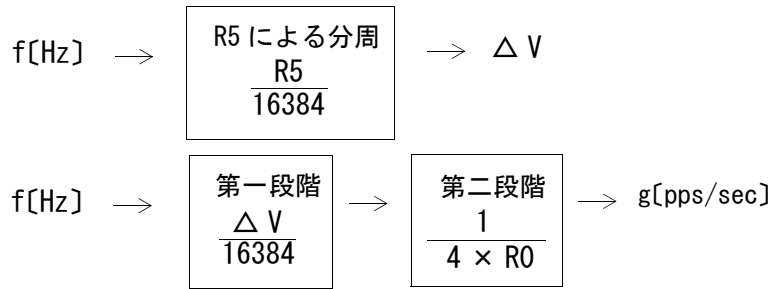 R5による分周
f〔Hz〕 → R5 → △V
16384
第一段階 第二段階
f〔Hz〕 → △V → 1 → g〔pps/sec〕
16384 4 × R0